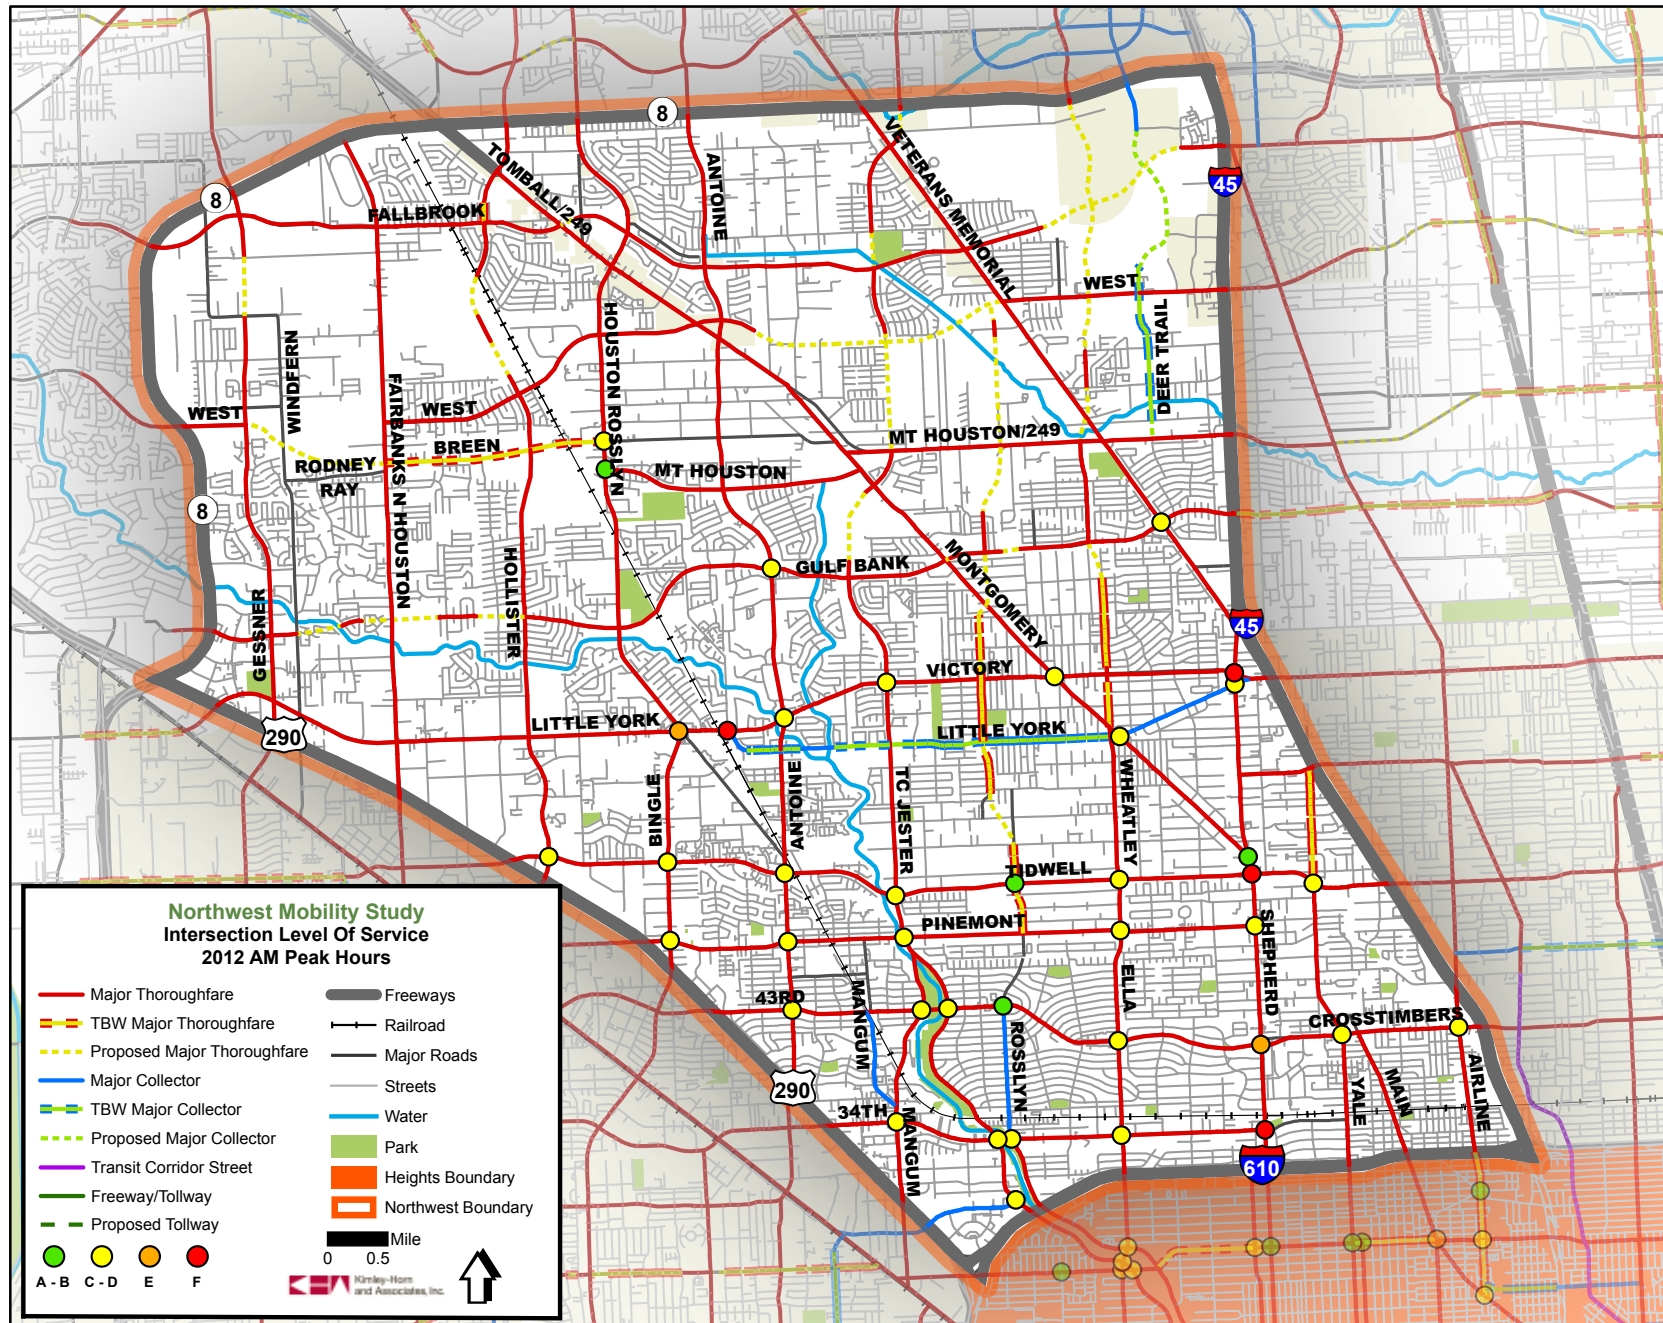 8
8
8
TOMBALL/249
ANTOINE
VETERANS MEMORIAL
45
FALLBROOK
WEST
DEER TRAIL
HOUSTON ROSSLYN
WINDFERN
FAIRBANKS N HOUSTON
WEST
WEST
BREEN
RODNEY
RAY
MT HOUSTON/249
MT HOUSTON
GESSNER
HOLLISTER
GULF BANK
MONTGOMERY
45
VICTORY
LITTLE YORK
LITTLE YORK
290
BINGLE
ANTOINE
TC JESTER
WHEATLEY
TIDWELL
PINEMONT
SHEPHERD
43RD
MANGUM
ELLA
ROSSLYN
CROSSTIMBERS
290
34TH
MANGUM
YALE
MAIN
AIRLINE
610
Northwest Mobility Study
Intersection Level Of Service
2012 AM Peak Hours
Major Thoroughfare
TBW Major Thoroughfare
Proposed Major Thoroughfare
Major Collector
TBW Major Collector
Proposed Major Collector
Transit Corridor Street
Freeway/Tollway
Proposed Tollway
A - B C - D E F
Freeways
Railroad
Major Roads
Streets
Water
Park
Heights Boundary
Northwest Boundary
Mile
0 0.5
Kimley-Horn
and Associates, Inc.